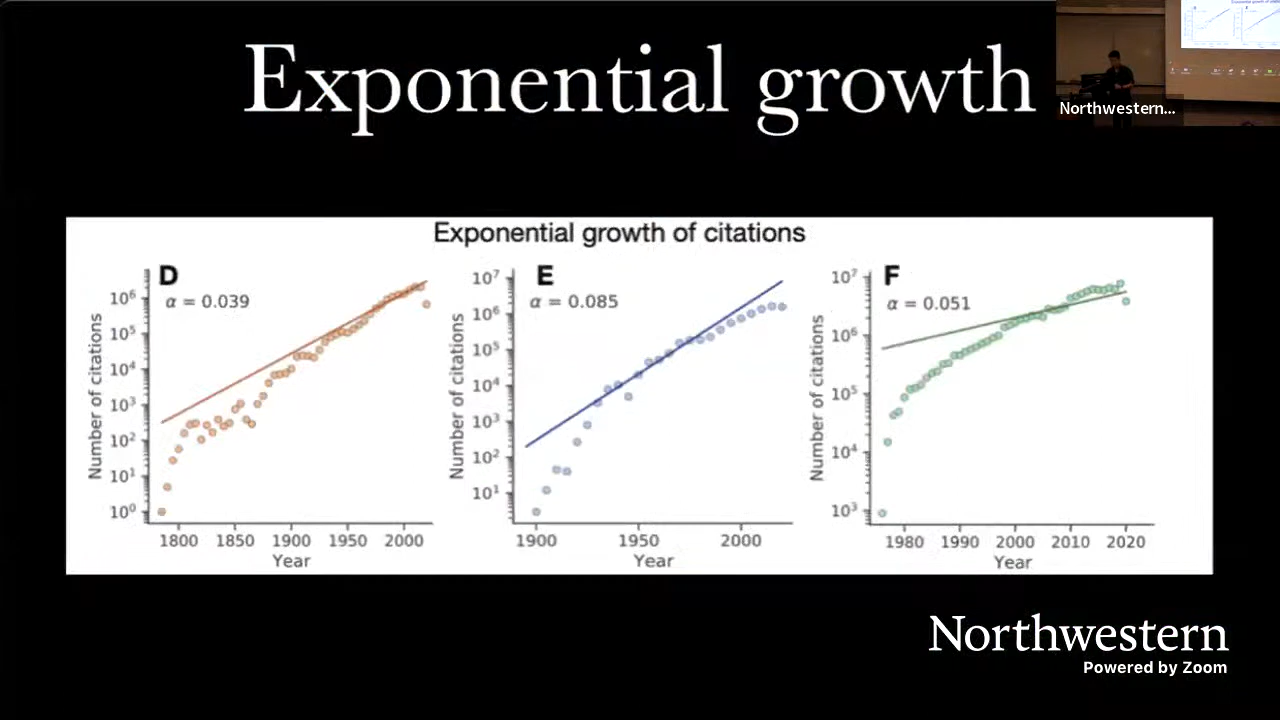 Exponential growth
Northwestern...
Exponential growth of citations
D
α = 0.039
Number of citations
10⁶
10⁵
10⁴
10³
10²
10¹
10⁰
1800 1850 1900 1950 2000
Year
E
α = 0.085
Number of citations
10⁷
10⁶
10⁵
10⁴
10³
10²
10¹
1900 1950 2000
Year
F
α = 0.051
Number of citations
10⁷
10⁶
10⁵
10⁴
10³
1980 1990 2000 2010 2020
Year
Northwestern
Powered by Zoom